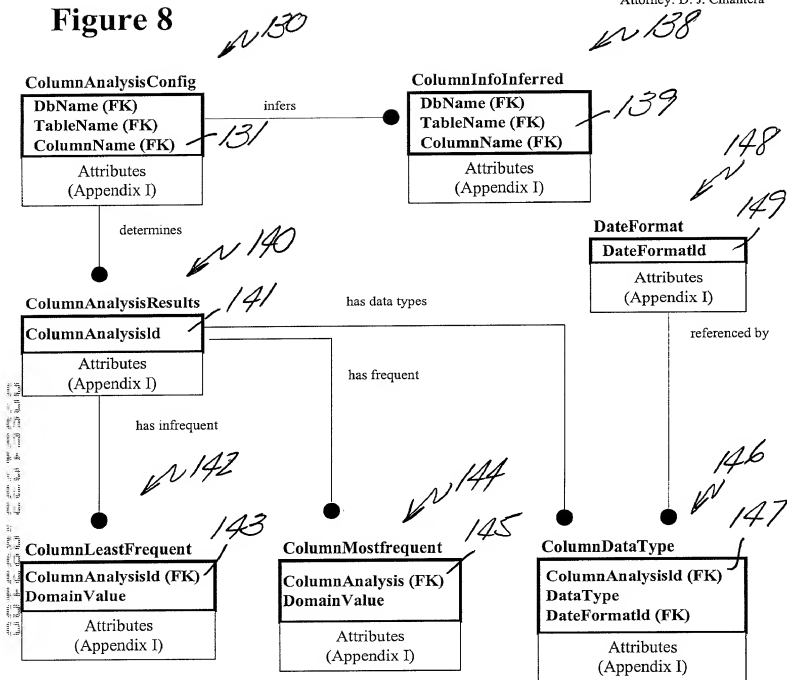 Attorney: D. J. Chiantera
Figure 8
130
138
ColumnAnalysisConfig
DbName (FK)
TableName (FK)
ColumnName (FK)
131
Attributes
(Appendix I)
infers
ColumnInfoInferred
DbName (FK)
TableName (FK)
ColumnName (FK)
139
Attributes
(Appendix I)
148
149
DateFormat
DateFormatId
Attributes
(Appendix I)
determines
140
ColumnAnalysisResults
141
ColumnAnalysisId
Attributes
(Appendix I)
has data types
has frequent
referenced by
has infrequent
142
143
ColumnLeastFrequent
ColumnAnalysisId (FK)
DomainValue
Attributes
(Appendix I)
144
145
ColumnMostfrequent
ColumnAnalysis (FK)
DomainValue
Attributes
(Appendix I)
146
147
ColumnDataType
ColumnAnalysisId (FK)
DataType
DateFormatId (FK)
Attributes
(Appendix I)